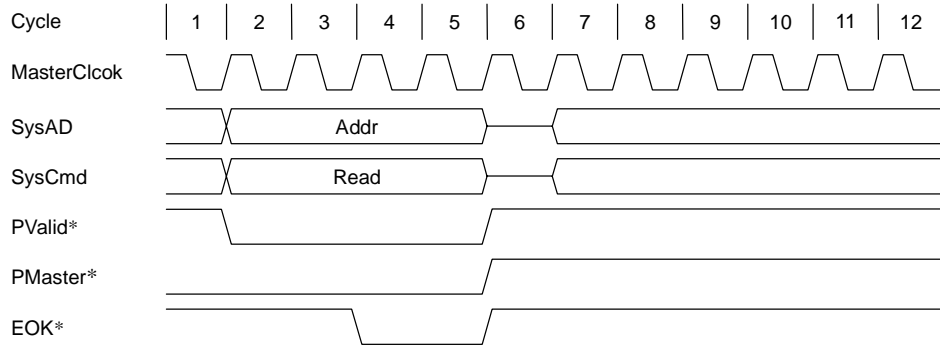 Cycle 1 2 3 4 5 6 7 8 9 10 11 12
MasterClcok
SysAD Addr
SysCmd Read
PValid*
PMaster*
EOK*